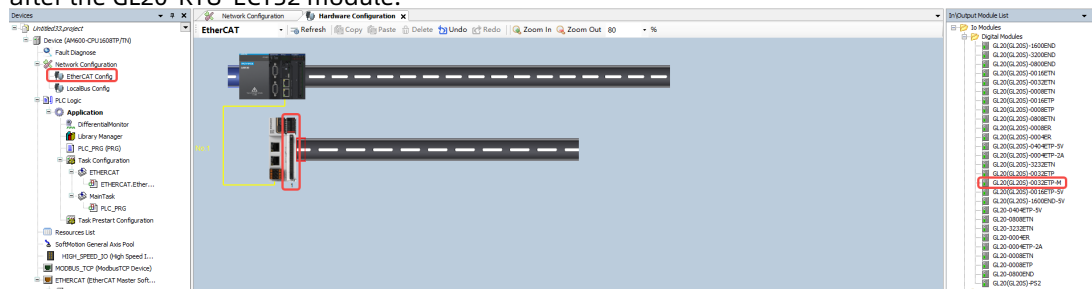 after the GL20-RTU-ECTS2 module.
Devices
Network Configuration
Hardware Configuration
In\Output Module List
Untitled33.project
Device (AM600-CPU1608TP/TN)
Fault Diagnose
Network Configuration
EtherCAT Config
LocalBus Config
PLC Logic
Application
DifferentialMonitor
Library Manager
PLC_PRG (PRG)
Task Configuration
ETHERCAT
ETHERCAT.Ether...
MainTask
PLC_PRG
Task Prestart Configuration
Resources List
SoftMotion General Axis Pool
HIGH_SPEED_IO (High Speed I...
MODBUS_TCP (ModbusTCP Device)
ETHERCAT (EtherCAT Master Soft...
EtherCAT
Refresh
Copy
Paste
Delete
Undo
Redo
Zoom In
Zoom Out
80
%
Io Modules
Digital Modules
GL20(GL20S)-1600END
GL20(GL20S)-3200END
GL20(GL20S)-0800END
GL20(GL20S)-0016ETN
GL20(GL20S)-0032ETN
GL20(GL20S)-0008ETN
GL20(GL20S)-0016ETP
GL20(GL20S)-0008ETP
GL20(GL20S)-0808ETN
GL20(GL20S)-0008ER
GL20(GL20S)-0004ER
GL20(GL20S)-0404ETP-5V
GL20(GL20S)-0004ETP-2A
GL20(GL20S)-3232ETN
GL20(GL20S)-0032ETP
GL20(GL20S)-0032ETP-M
GL20(GL20S)-0016ETP-5V
GL20(GL20S)-1600END-5V
GL20-0404ETP-5V
GL20-0808ETN
GL20-3232ETN
GL20-0004ER
GL20-0004ETP-2A
GL20-0008ETN
GL20-0008ETP
GL20-0800END
GL20(GL20S)-PS2